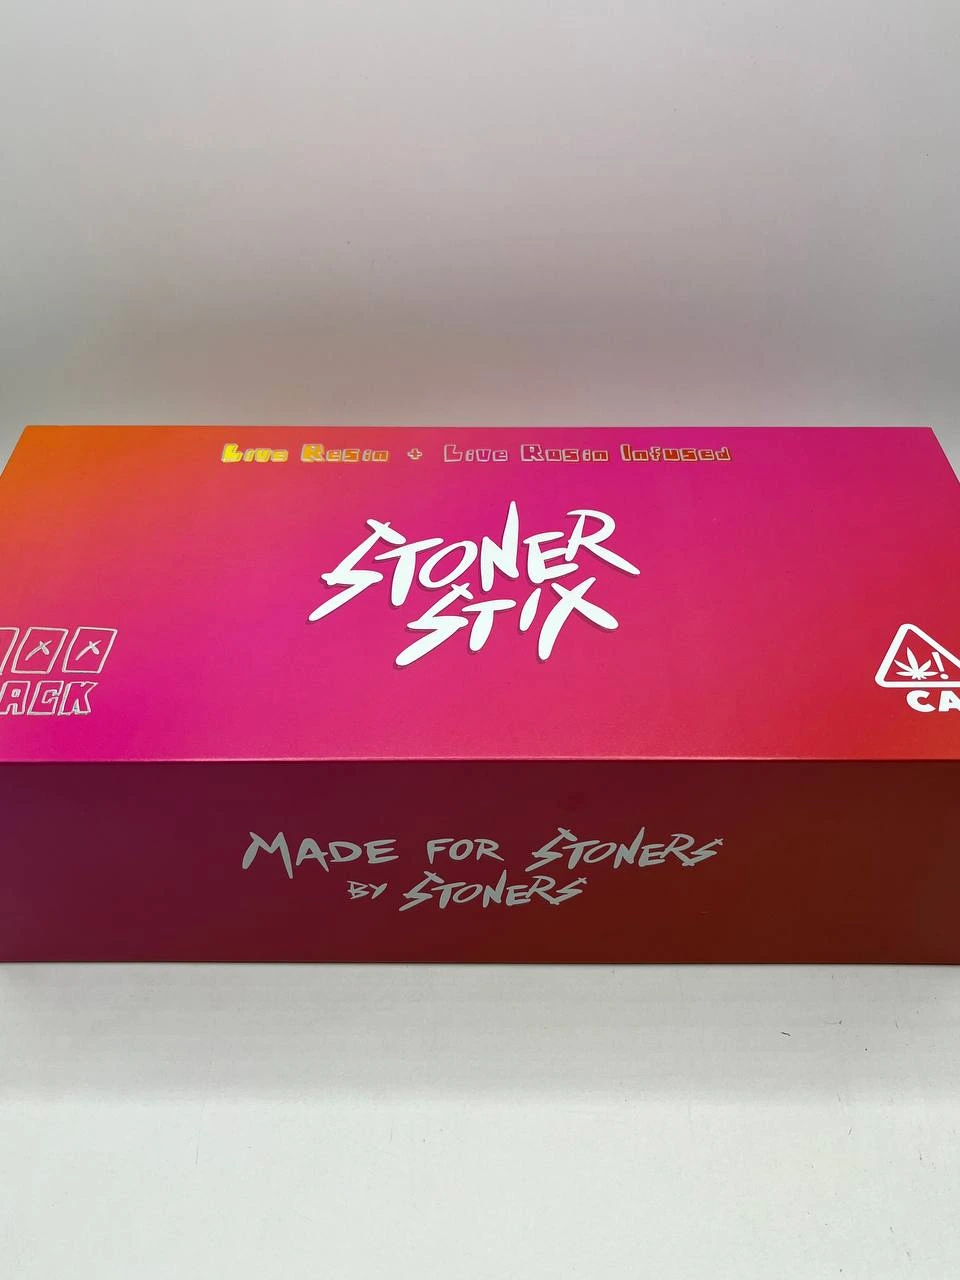 Live Resin + Live Rosin Infused
STONER
STIX
CA
MADE FOR STONERS
BY STONERS